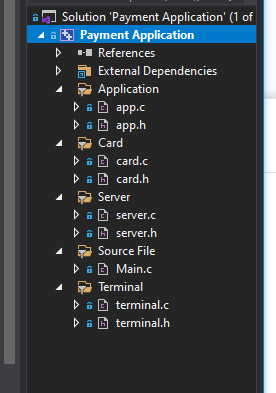 Solution 'Payment Application' (1 of
Payment Application
References
External Dependencies
Application
app.c
app.h
Card
card.c
card.h
Server
server.c
server.h
Source File
Main.c
Terminal
terminal.c
terminal.h